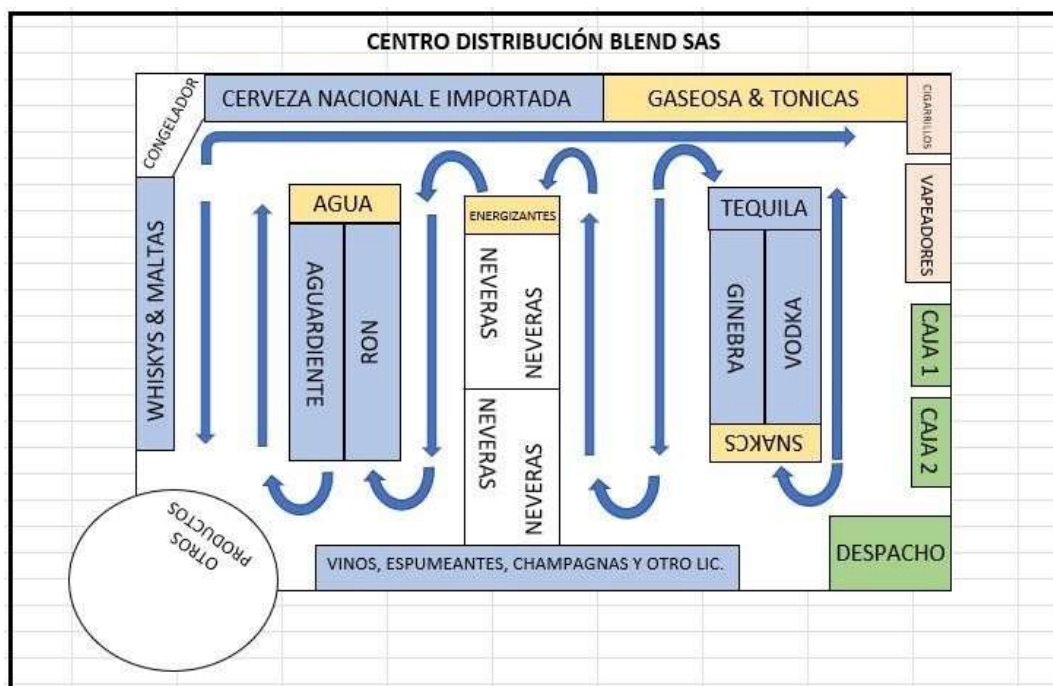 CENTRO DISTRIBUCIÓN BLEND SAS
CONGELADOR
CERVEZA NACIONAL E IMPORTADA
GASEOSA & TONICAS
CIGARRILLOS
VAPEADORES
WHISKYS & MALTAS
AGUA
AGUARDIENTE
RON
ENERGIZANTES
NEVERAS
NEVERAS
NEVERAS
NEVERAS
TEQUILA
GINEBRA
VODKA
SNAKCS
CAJA 1
CAJA 2
OTROS
PRODUCTOS
VINOS, ESPUMEANTES, CHAMPAGNAS Y OTRO LIC.
DESPACHO